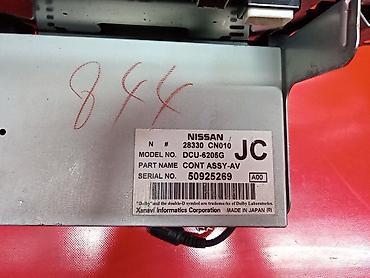 844
NISSAN
N # 28330 CN010
MODEL NO. DCU-6205G
JC
PART NAME CONT ASSY-AV
SERIAL NO. 50925269 A00
"Dolby" and the double-D symbol are trademarks of Dolby Laboratories.
Xanavi Informatics Corporation MADE IN JAPAN (R)